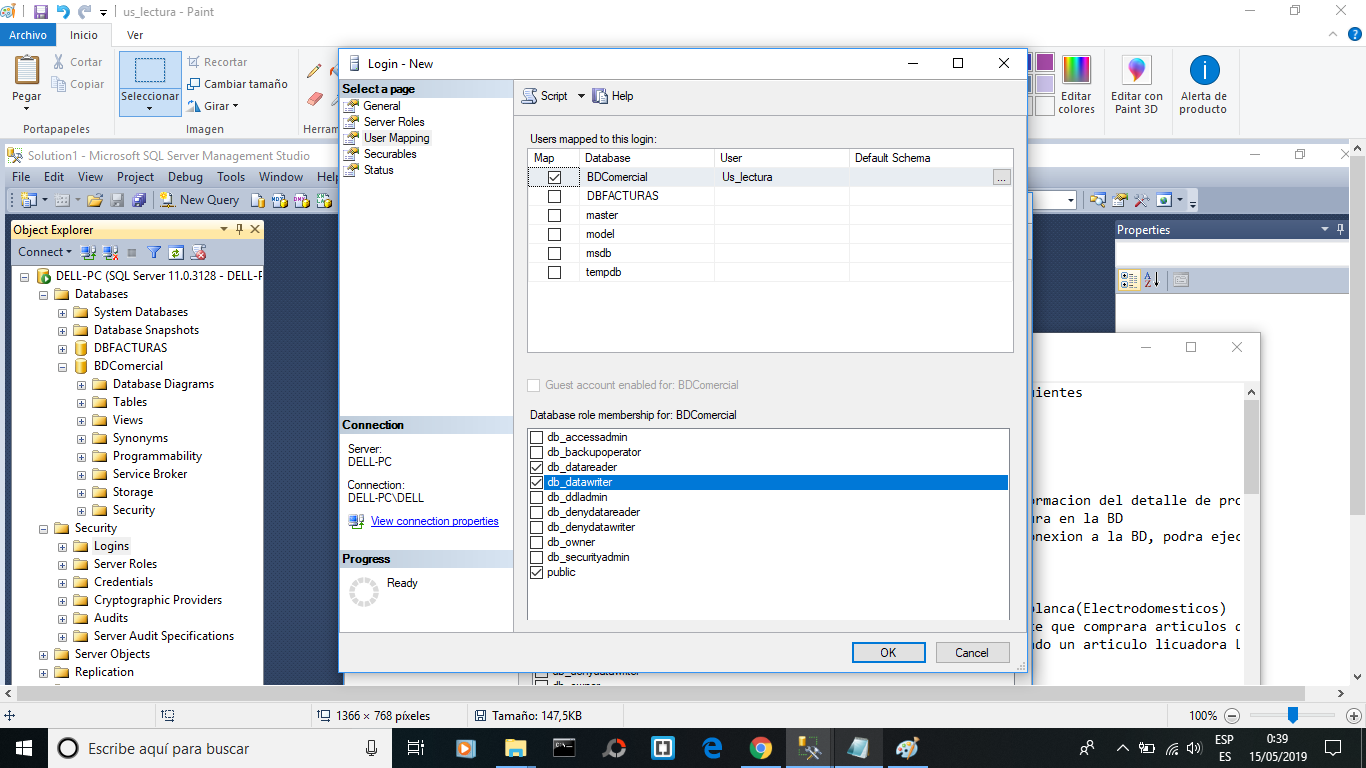 us_lectura - Paint
Archivo Inicio Ver
Pegar
Cortar
Copiar
Portapapeles
Seleccionar
Recortar
Cambiar tamaño
Girar
Imagen
Herram
Editar colores
Editar con Paint 3D
Alerta de producto
Solution1 - Microsoft SQL Server Management Studio
File Edit View Project Debug Tools Window Hel
New Query
Object Explorer
Connect
DELL-PC (SQL Server 11.0.3128 - DELL-F
Databases
System Databases
Database Snapshots
DBFACTURAS
BDComercial
Database Diagrams
Tables
Views
Synonyms
Programmability
Service Broker
Storage
Security
Security
Logins
Server Roles
Credentials
Cryptographic Providers
Audits
Server Audit Specifications
Server Objects
Replication
Login - New
Select a page
General
Server Roles
User Mapping
Securables
Status
Connection
Server:
DELL-PC
Connection:
DELL-PC\DELL
View connection properties
Progress
Ready
Script Help
Users mapped to this login:
Map Database User Default Schema
BDComercial Us_lectura ...
DBFACTURAS
master
model
msdb
tempdb
Guest account enabled for: BDComercial
Database role membership for: BDComercial
db_accessadmin
db_backupoperator
db_datareader
db_datawriter
db_ddladmin
db_denydatareader
db_denydatawriter
db_owner
db_securityadmin
public
OK Cancel
Properties
uientes
ormacion del detalle de pro
ura en la BD
onexion a la BD, podra ejec
olanca(Electrodomesticos)
te que comprara articulos d
ndo un articulo licuadora L
1366 × 768 píxeles
Tamaño: 147,5KB
100%
Escribe aquí para buscar
ESP
ES
0:39
15/05/2019